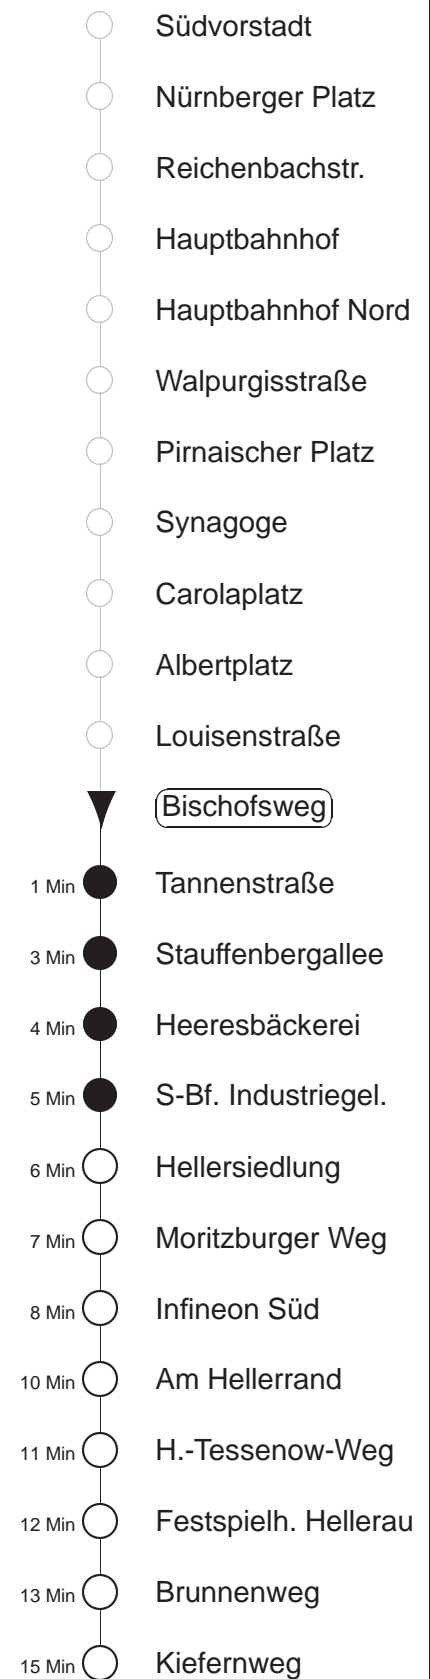 Südvorstadt
Nürnberger Platz
Reichenbachstr.
Hauptbahnhof
Hauptbahnhof Nord
Walpurgisstraße
Pirnaischer Platz
Synagoge
Carolaplatz
Albertplatz
Louisenstraße
Bischofsweg
1 Min Tannenstraße
3 Min Stauffenbergallee
4 Min Heeresbäckerei
5 Min S-Bf. Industriegel.
6 Min Hellersiedlung
7 Min Moritzburger Weg
8 Min Infineon Süd
10 Min Am Hellerrand
11 Min H.-Tessenow-Weg
12 Min Festspielh. Hellerau
13 Min Brunnenweg
15 Min Kiefernweg